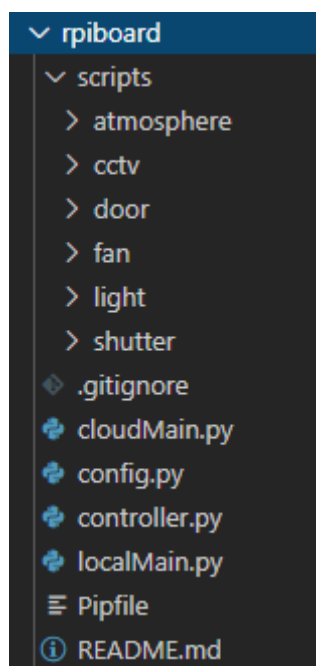 rpiboard
scripts
atmosphere
cctv
door
fan
light
shutter
.gitignore
cloudMain.py
config.py
controller.py
localMain.py
Pipfile
README.md